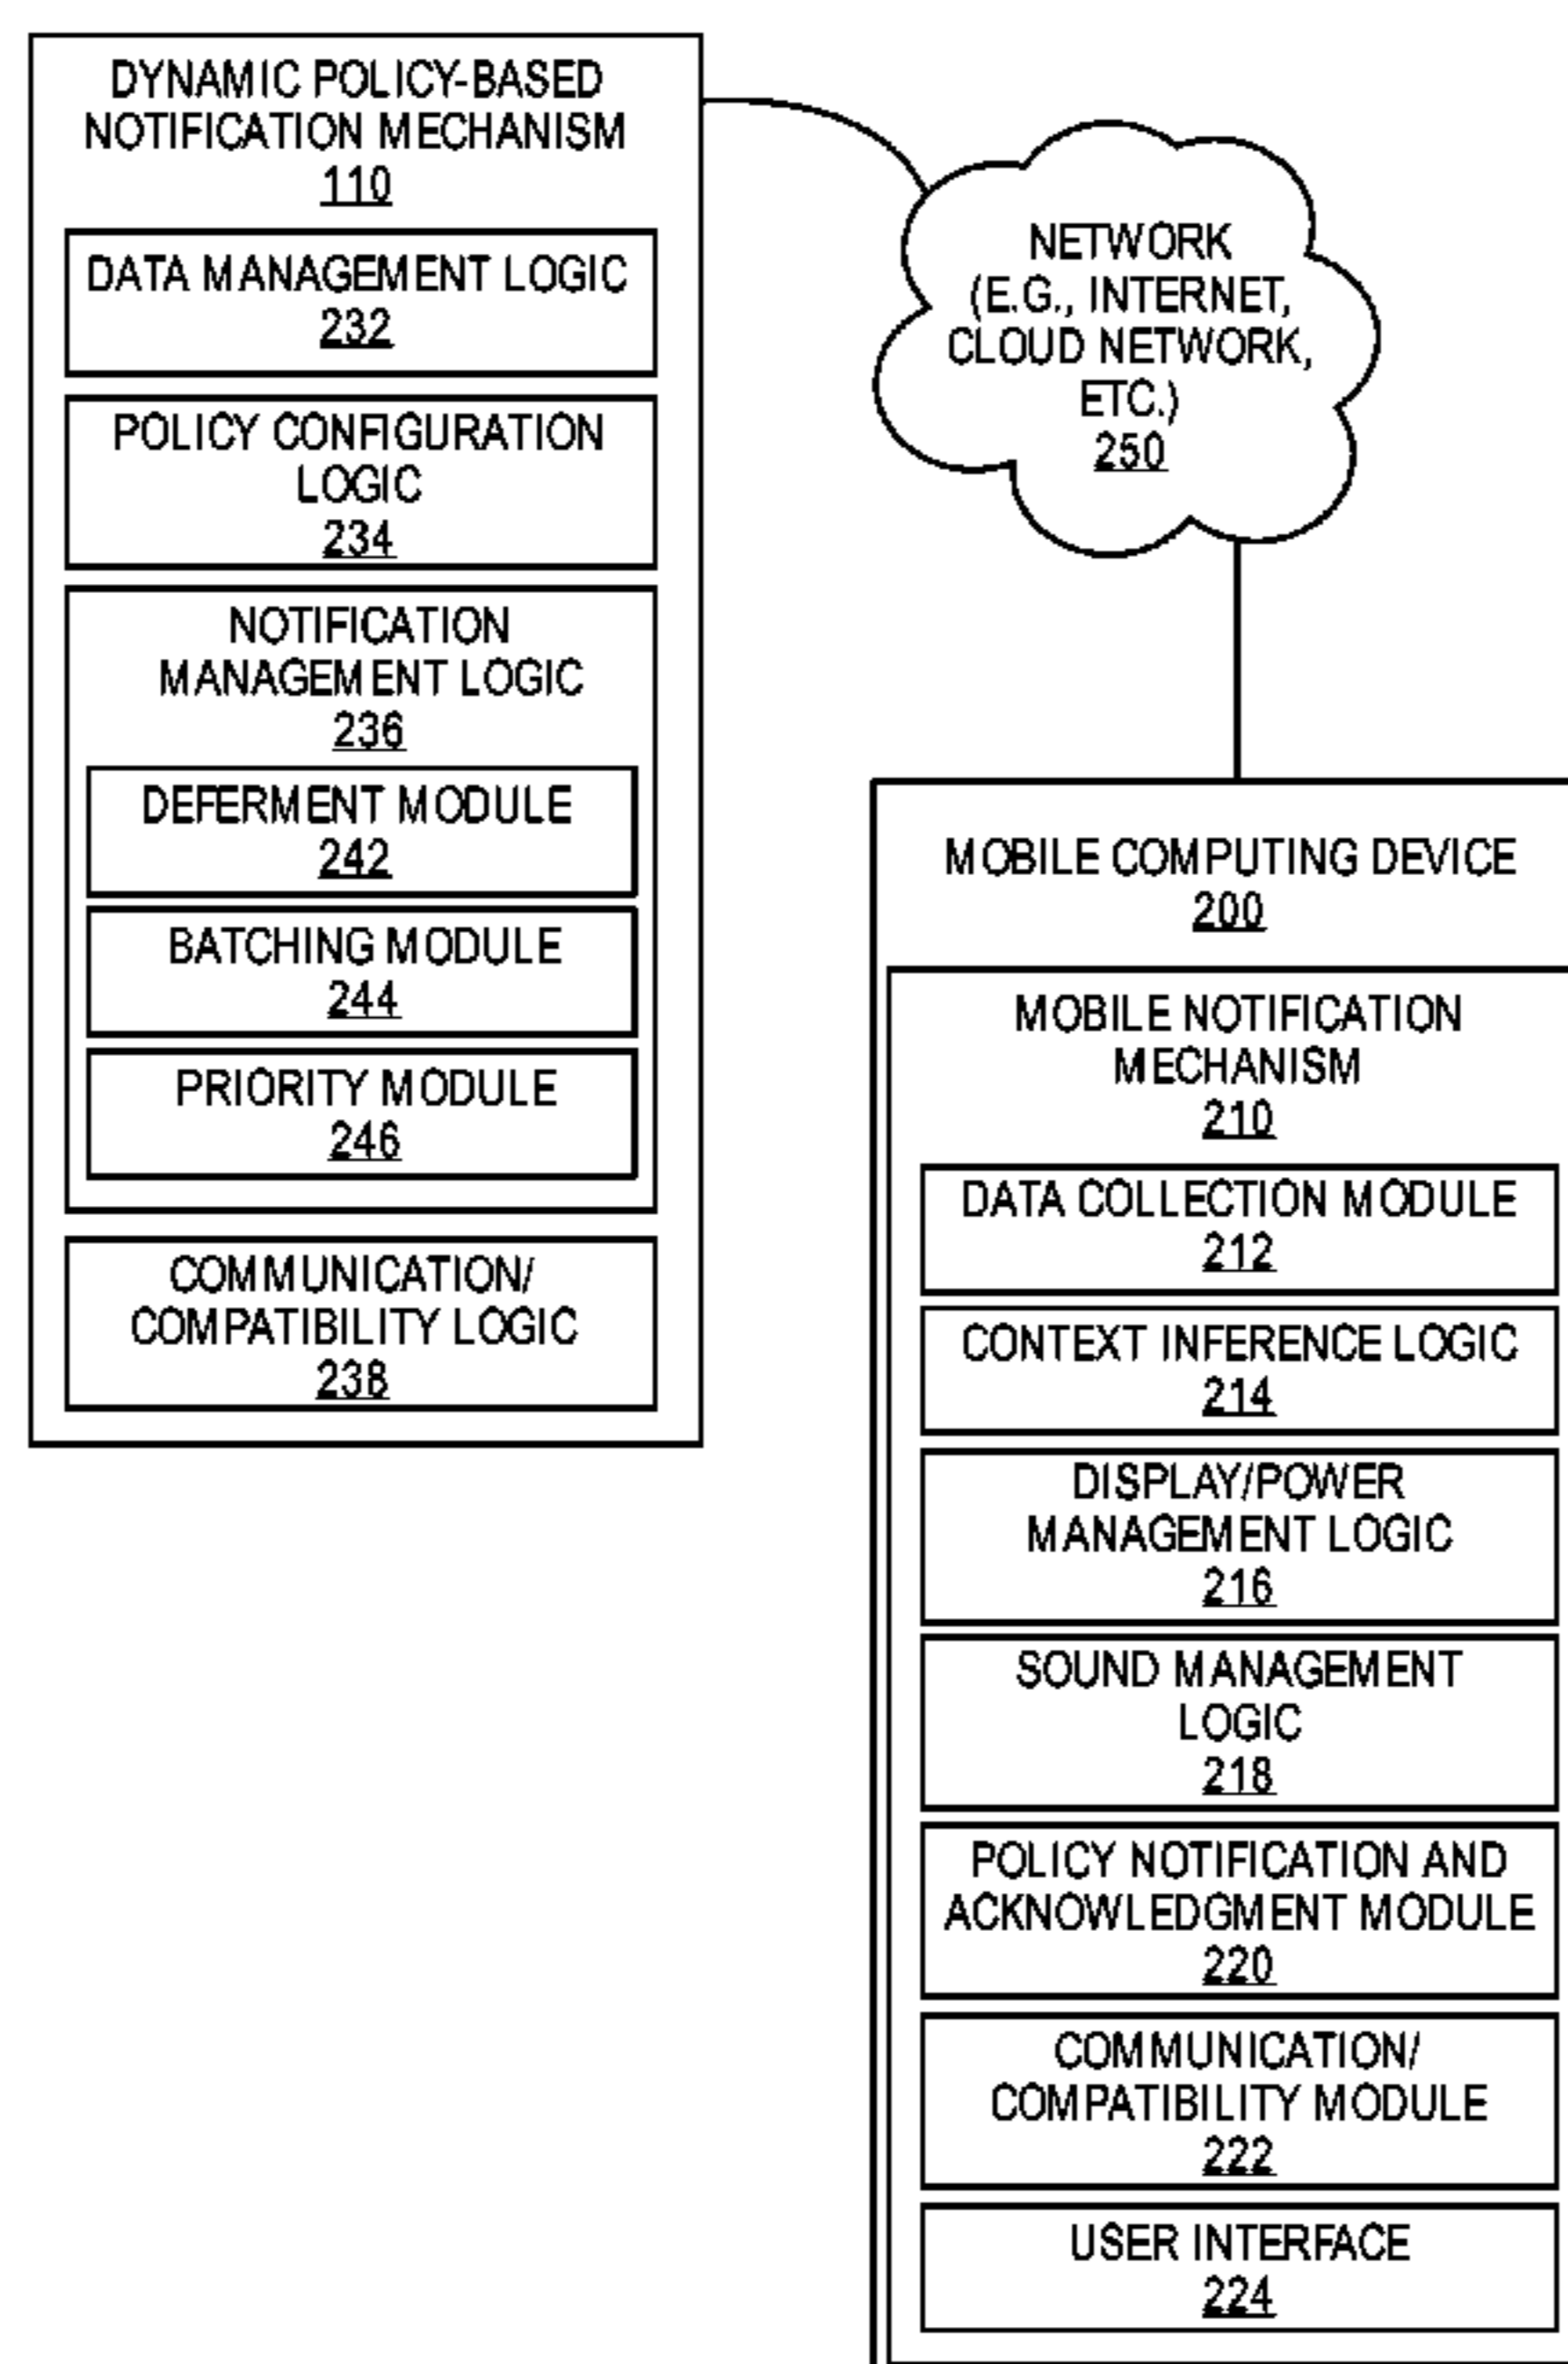 DYNAMIC POLICY-BASED
NOTIFICATION MECHANISM
110
DATA MANAGEMENT LOGIC
232
POLICY CONFIGURATION
LOGIC
234
NOTIFICATION
MANAGEMENT LOGIC
236
DEFERMENT MODULE
242
BATCHING MODULE
244
PRIORITY MODULE
246
COMMUNICATION/
COMPATIBILITY LOGIC
238
NETWORK
(E.G., INTERNET,
CLOUD NETWORK,
ETC.)
250
MOBILE COMPUTING DEVICE
200
MOBILE NOTIFICATION
MECHANISM
210
DATA COLLECTION MODULE
212
CONTEXT INFERENCE LOGIC
214
DISPLAY/POWER
MANAGEMENT LOGIC
216
SOUND MANAGEMENT
LOGIC
218
POLICY NOTIFICATION AND
ACKNOWLEDGMENT MODULE
220
COMMUNICATION/
COMPATIBILITY MODULE
222
USER INTERFACE
224